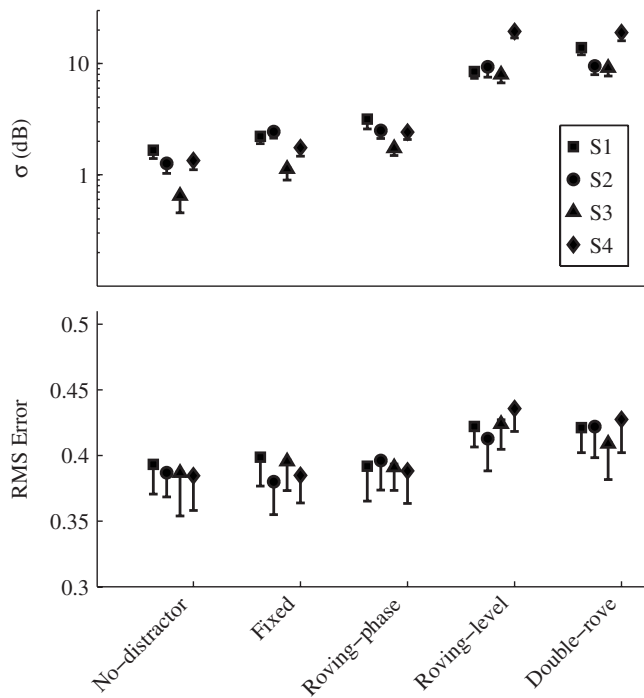 10
1
σ (dB)
S1
S2
S3
S4
0.5
0.45
0.4
0.35
0.3
RMS Error
No−distractor
Fixed
Roving−phase
Roving−level
Double−rove